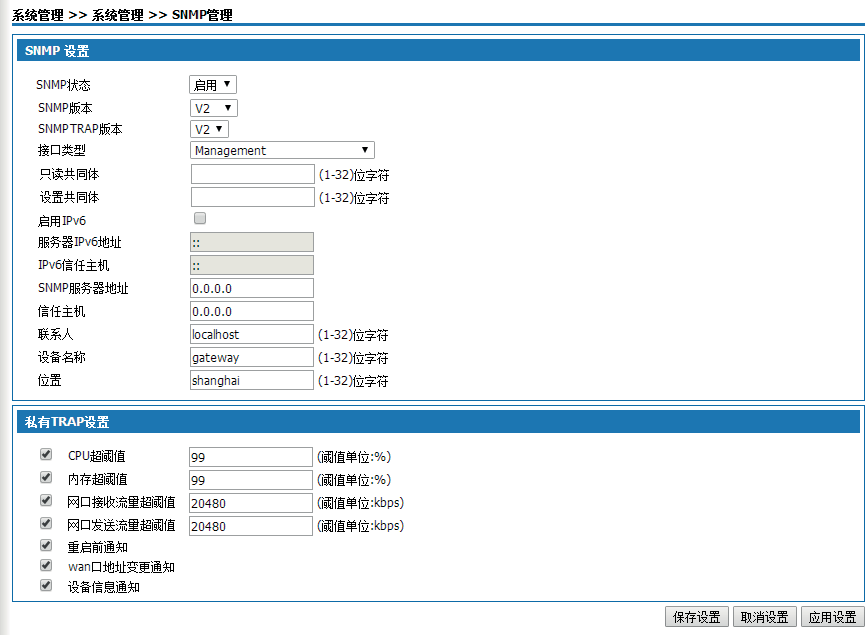 系统管理 >> 系统管理 >> SNMP管理
SNMP 设置
SNMP状态 启用
SNMP版本 V2
SNMPTRAP版本 V2
接口类型 Management
只读共同体 (1-32)位字符
设置共同体 (1-32)位字符
启用IPv6
服务器IPv6地址 ::
IPv6信任主机 ::
SNMP服务器地址 0.0.0.0
信任主机 0.0.0.0
联系人 localhost (1-32)位字符
设备名称 gateway (1-32)位字符
位置 shanghai (1-32)位字符
私有TRAP设置
CPU超阈值 99 (阈值单位:%)
内存超阈值 99 (阈值单位:%)
网口接收流量超阈值 20480 (阈值单位:kbps)
网口发送流量超阈值 20480 (阈值单位:kbps)
重启前通知
wan口地址变更通知
设备信息通知
保存设置 取消设置 应用设置